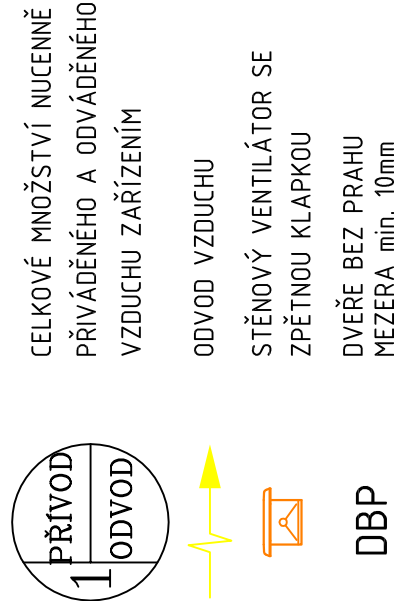 CELKOVÉ MNOŽSTVÍ NUCENNĚ
PŘIVÁDĚNÉHO A ODVÁDĚNÉHO
VZDUCHU ZAŘÍZENÍM
1
PŘÍVOD
ODVOD
ODVOD VZDUCHU
STĚNOVÝ VENTILÁTOR SE
ZPĚTNOU KLAPKOU
DBP
DVEŘE BEZ PRAHU
MEZERA min. 10mm